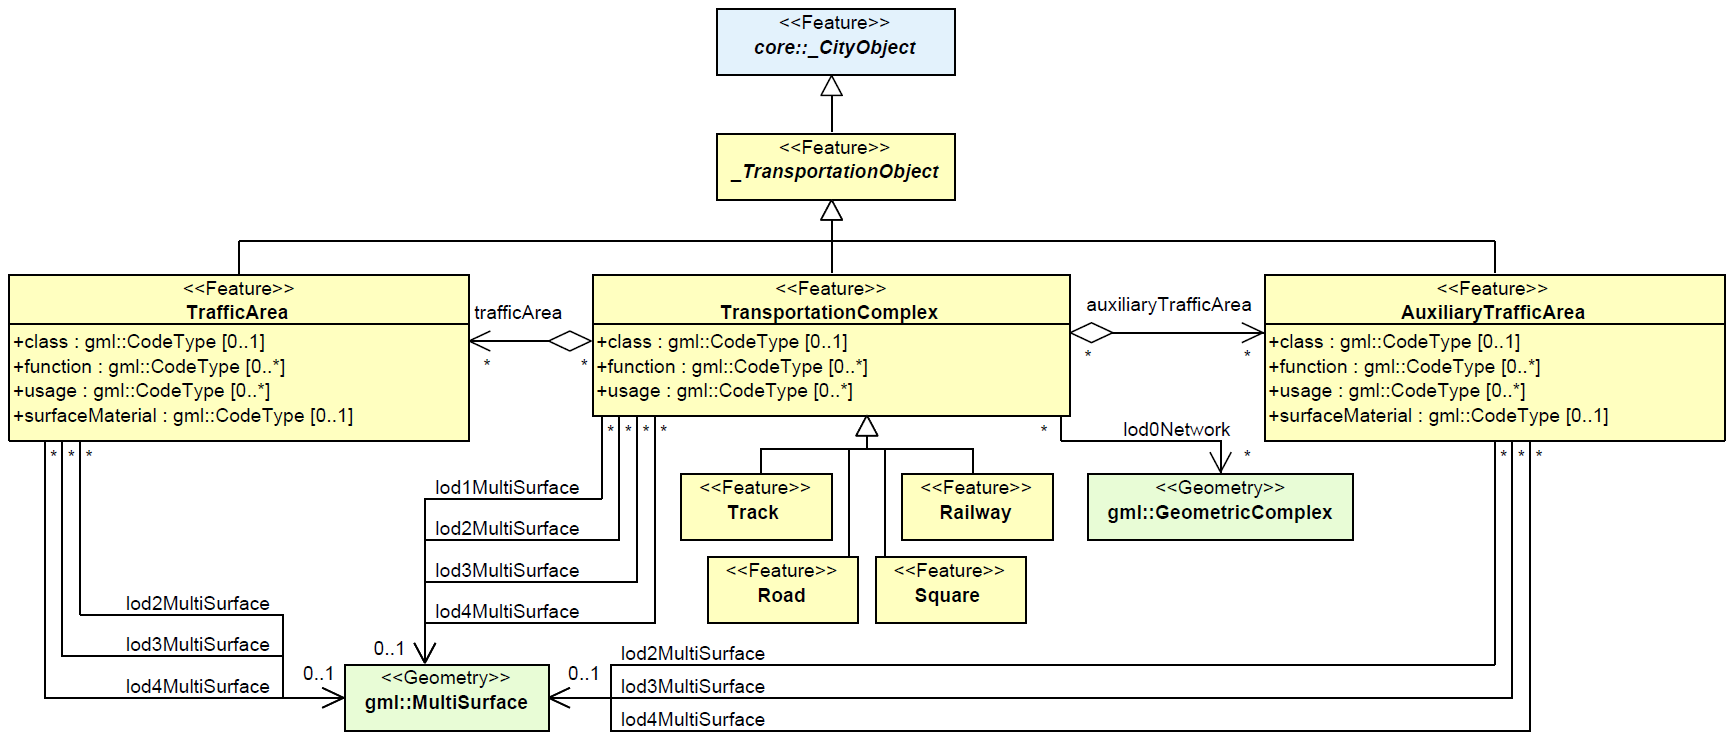 <<Feature>>
core::_CityObject
<<Feature>>
_TransportationObject
<<Feature>>
TrafficArea
+class : gml::CodeType [0..1]
+function : gml::CodeType [0..*]
+usage : gml::CodeType [0..*]
+surfaceMaterial : gml::CodeType [0..1]
trafficArea
*
*
<<Feature>>
TransportationComplex
+class : gml::CodeType [0..1]
+function : gml::CodeType [0..*]
+usage : gml::CodeType [0..*]
auxiliaryTrafficArea
*
*
<<Feature>>
AuxiliaryTrafficArea
+class : gml::CodeType [0..1]
+function : gml::CodeType [0..*]
+usage : gml::CodeType [0..*]
+surfaceMaterial : gml::CodeType [0..1]
* * *
* * * *
*
lod0Network
*
* * *
lod1MultiSurface
lod2MultiSurface
lod3MultiSurface
lod4MultiSurface
<<Feature>>
Track
<<Feature>>
Railway
<<Geometry>>
gml::GeometricComplex
<<Feature>>
Road
<<Feature>>
Square
lod2MultiSurface
lod3MultiSurface
lod4MultiSurface
0..1
0..1
0..1
<<Geometry>>
gml::MultiSurface
lod2MultiSurface
lod3MultiSurface
lod4MultiSurface